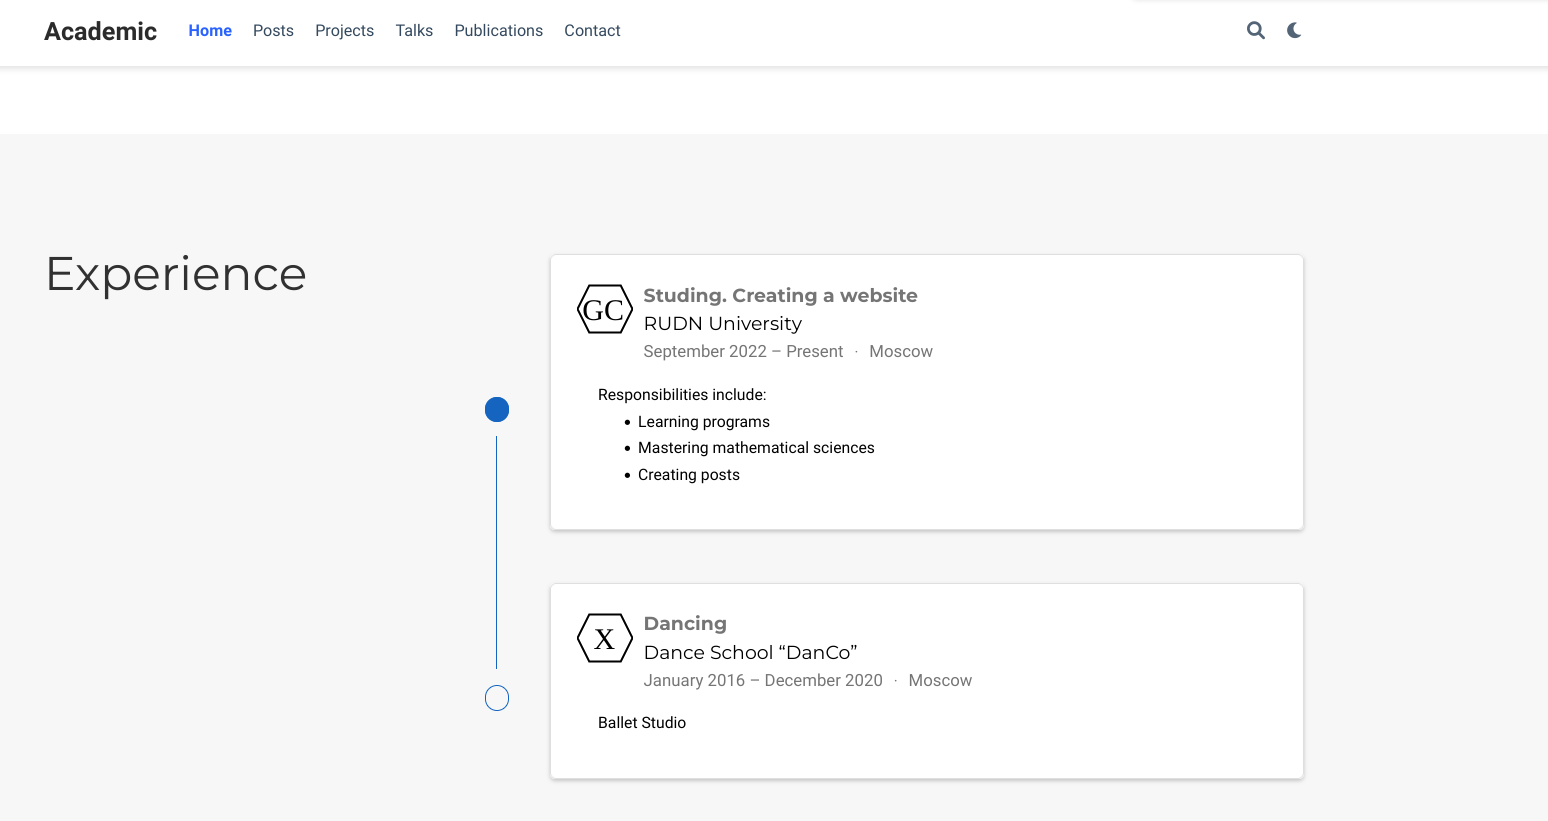 Academic Home Posts Projects Talks Publications Contact
Experience
GC
Studing. Creating a website
RUDN University
September 2022 – Present · Moscow
Responsibilities include:
• Learning programs
• Mastering mathematical sciences
• Creating posts
X
Dancing
Dance School “DanCo”
January 2016 – December 2020 · Moscow
Ballet Studio